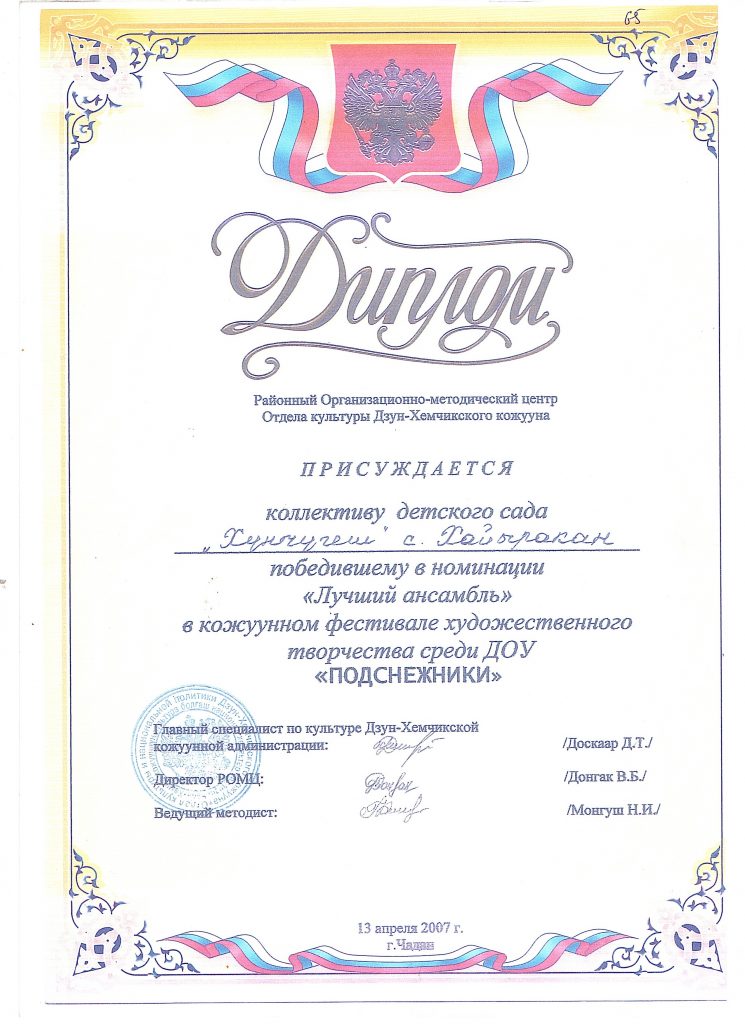 65
Диплом
Районный Организационно-методический центр
Отдела культуры Дзун-Хемчикского кожууна
ПРИСУЖДАЕТСЯ
коллективу детского сада
„Хунчугеш" с. Хайыракан
победившему в номинации
«Лучший ансамбль»
в кожуунном фестивале художественного
творчества среди ДОУ
«ПОДСНЕЖНИКИ»
Главный специалист по культуре Дзун-Хемчикской
кожуунной администрации: /Доскаар Д.Т./
Директор РОМЦ: /Донгак В.Б./
Ведущий методист: /Монгуш Н.И./
13 апреля 2007 г.
г.Чадан